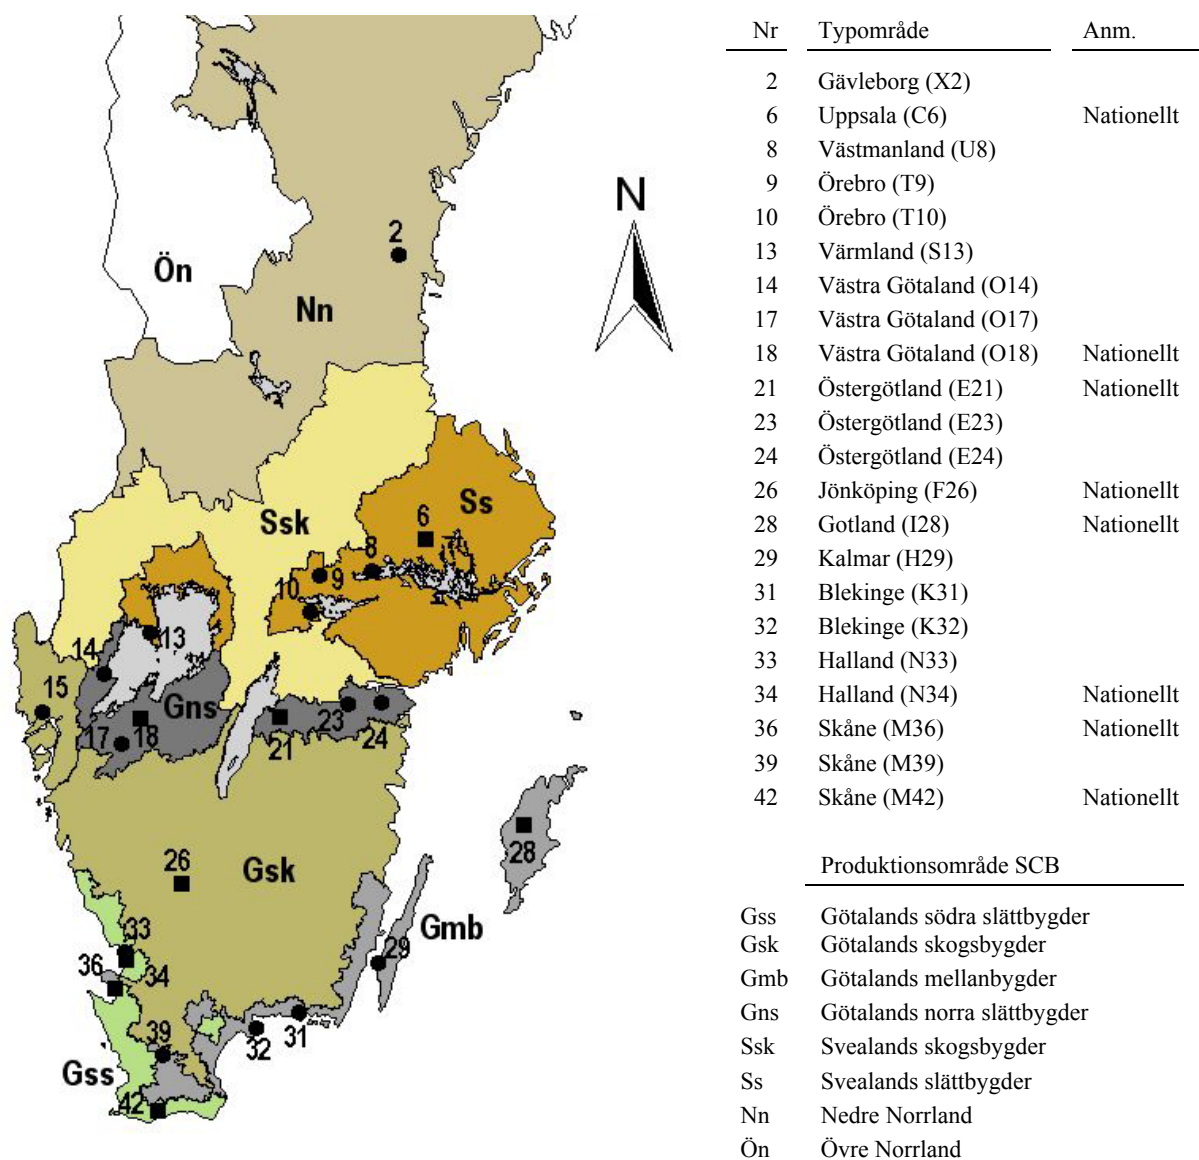 Nr Typområde Anm.
2 Gävleborg (X2)
6 Uppsala (C6) Nationellt
8 Västmanland (U8)
9 Örebro (T9)
10 Örebro (T10)
13 Värmland (S13)
14 Västra Götaland (O14)
17 Västra Götaland (O17)
18 Västra Götaland (O18) Nationellt
21 Östergötland (E21) Nationellt
23 Östergötland (E23)
24 Östergötland (E24)
26 Jönköping (F26) Nationellt
28 Gotland (I28) Nationellt
29 Kalmar (H29)
31 Blekinge (K31)
32 Blekinge (K32)
33 Halland (N33)
34 Halland (N34) Nationellt
36 Skåne (M36) Nationellt
39 Skåne (M39)
42 Skåne (M42) Nationellt
Produktionsområde SCB
Gss Götalands södra slättbygder
Gsk Götalands skogsbygder
Gmb Götalands mellanbygder
Gns Götalands norra slättbygder
Ssk Svealands skogsbygder
Ss Svealands slättbygder
Nn Nedre Norrland
Ön Övre Norrland
N
2
Ön
Nn
Ss
6
Ssk
8
9
10
13
14
15
Gns
17
18
21
23
24
26
Gsk
28
Gmb
29
33
34
36
31
32
39
Gss
42